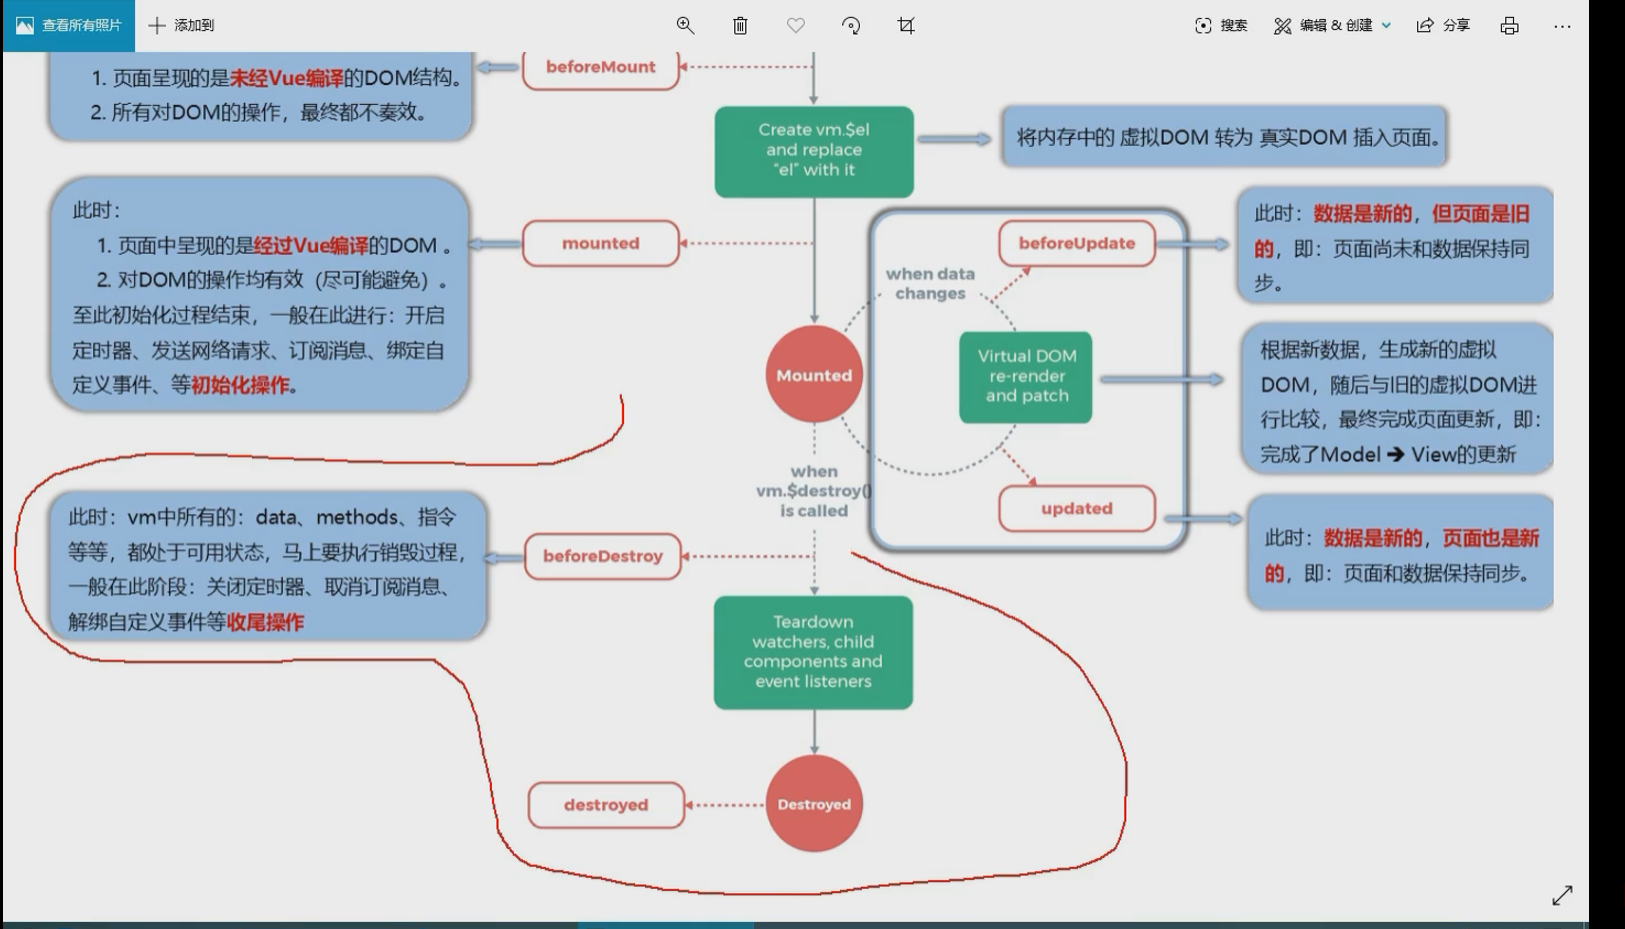 查看所有照片
添加到
搜索
编辑 & 创建
分享
1. 页面呈现的是未经Vue编译的DOM结构。
2. 所有对DOM的操作，最终都不奏效。
beforeMount
Create vm.$el
and replace
“el” with it
将内存中的 虚拟DOM 转为 真实DOM 插入页面。
此时：
1. 页面中呈现的是经过Vue编译的DOM 。
2. 对DOM的操作均有效（尽可能避免）。
至此初始化过程结束，一般在此进行：开启
定时器、发送网络请求、订阅消息、绑定自
定义事件、等初始化操作。
mounted
beforeUpdate
此时：数据是新的，但页面是旧
的，即：页面尚未和数据保持同
步。
when data
changes
Mounted
Virtual DOM
re-render
and patch
根据新数据，生成新的虚拟
DOM，随后与旧的虚拟DOM进
行比较，最终完成页面更新，即：
完成了Model ➔ View的更新
when
vm.$destroy()
is called
updated
此时：数据是新的，页面也是新
的，即：页面和数据保持同步。
此时：vm中所有的：data、methods、指令
等等，都处于可用状态，马上要执行销毁过程，
一般在此阶段：关闭定时器、取消订阅消息、
解绑自定义事件等收尾操作
beforeDestroy
Teardown
watchers, child
components and
event listeners
destroyed
Destroyed